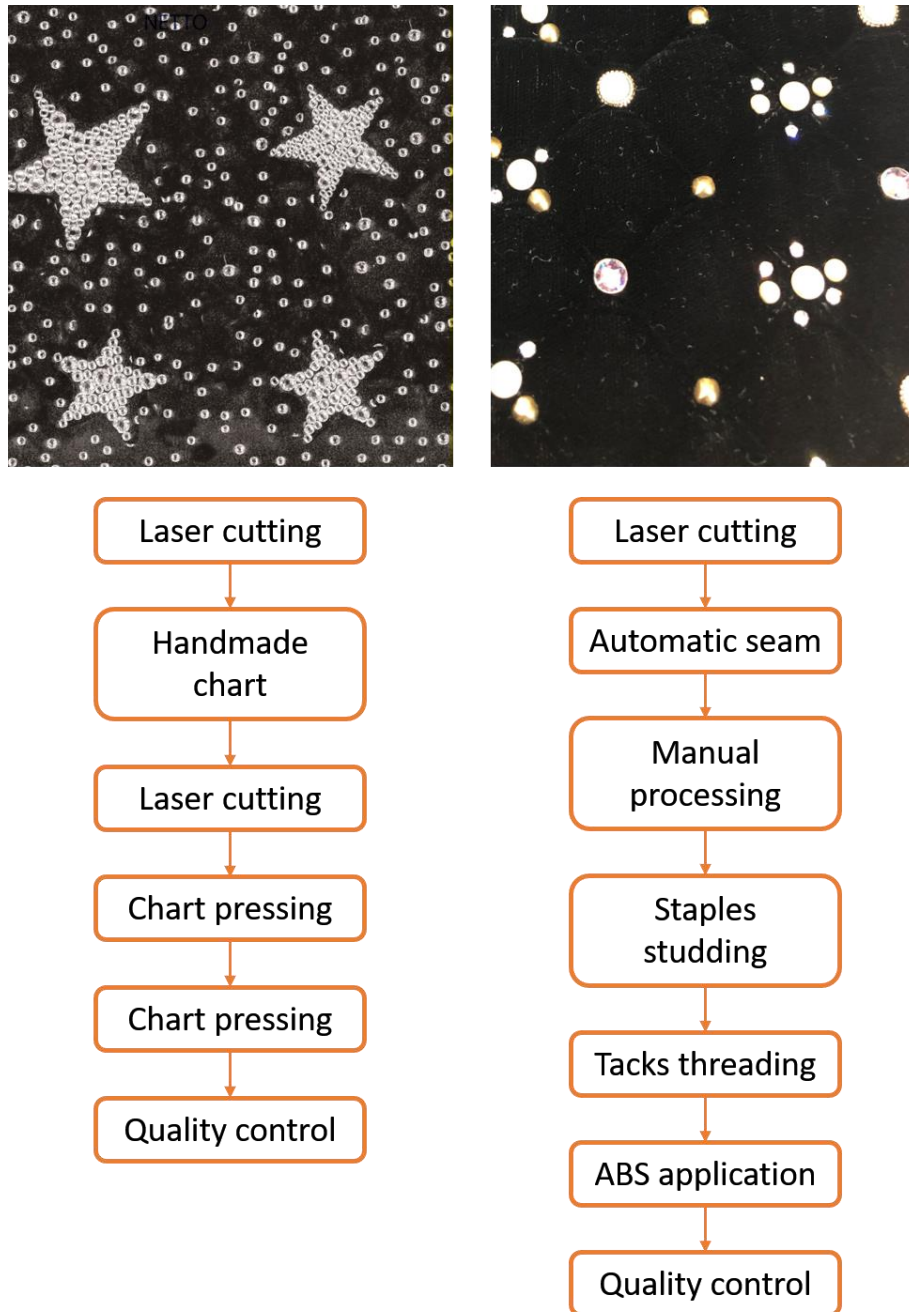 NETTO
Laser cutting
Handmade
chart
Laser cutting
Chart pressing
Chart pressing
Quality control
Laser cutting
Automatic seam
Manual
processing
Staples
studding
Tacks threading
ABS application
Quality control